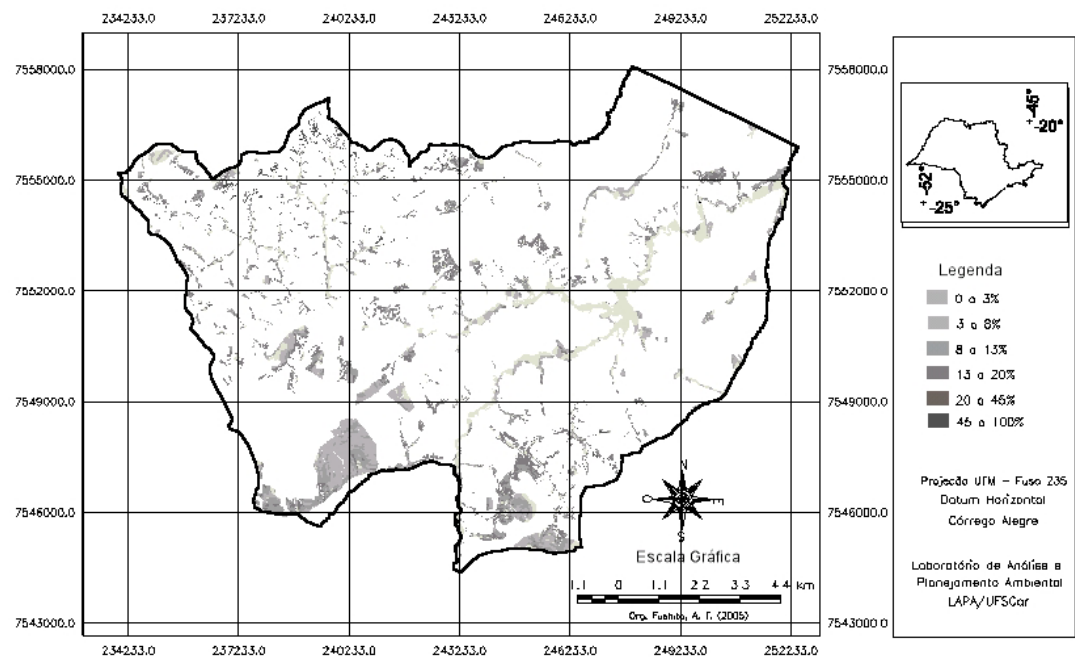 234233.0 237233.0 240233.0 243233.0 246233.0 249233.0 252233.0
7558000.0 7558000.0
7555000.0 7555000.0
7552000.0 7552000.0
7549000.0 7549000.0
7546000.0 7546000.0
7543000.0 7543000.0
234233.0 237233.0 240233.0 243233.0 246233.0 249233.0 252233.0
N
O E
S
Escala Gráfica
1.1 0 1.1 2.2 3.3 4.4 km
Org. Fushita, A. T. (2005)
-45°
-20°
-52°
-25°
Legenda
0 a 3%
3 a 8%
8 a 13%
13 a 20%
20 a 45%
45 a 100%
Projecão UTM - Fuso 23S
Datum Horizontal
Córrego Alegre
Laboratório de Análise e
Planejamento Ambiental
LAPA/UFSCar